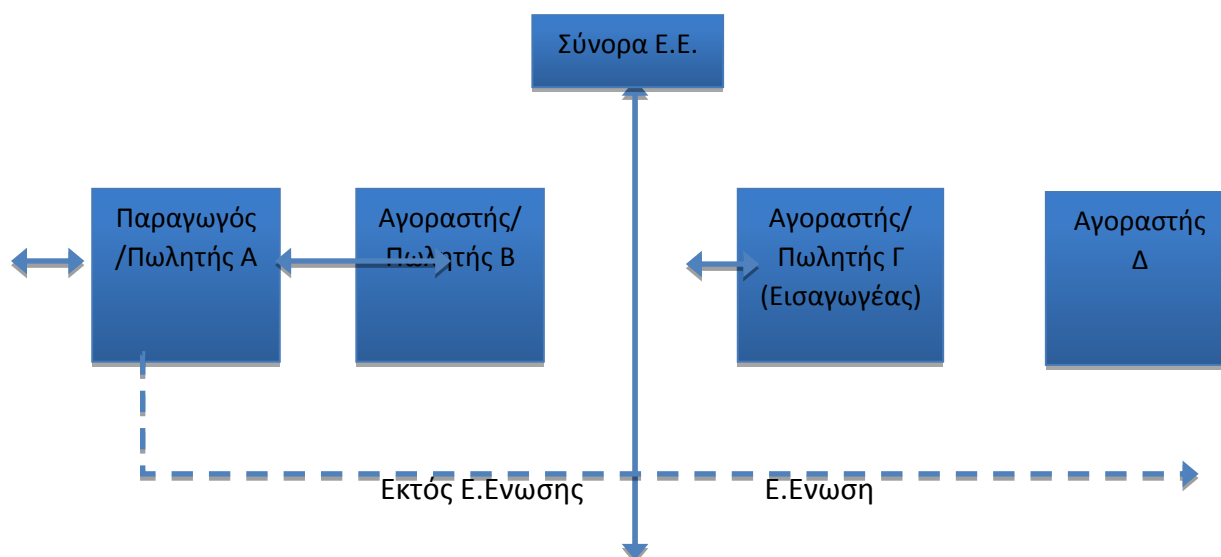 Σύνορα Ε.Ε.
Παραγωγός
/Πωλητής Α
Αγοραστής/
Πωλητής Β
Αγοραστής/
Πωλητής Γ
(Εισαγωγέας)
Αγοραστής
Δ
Εκτός Ε.Ενωσης
Ε.Ενωση